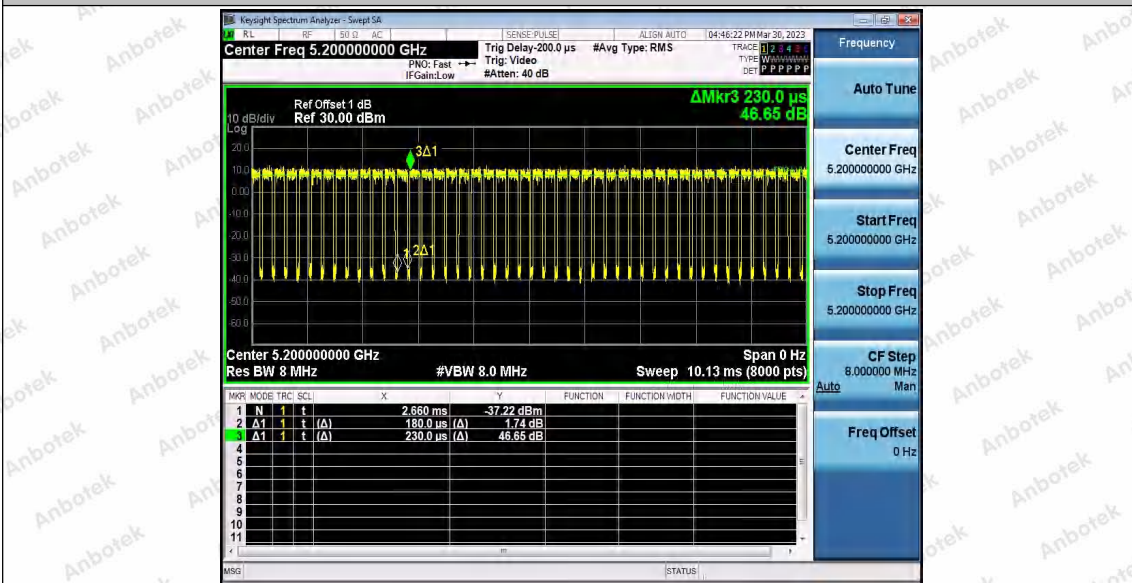 Keysight Spectrum Analyzer - Swept SA
RL RF 50 Ω AC SENSE:PULSE ALIGN AUTO 04:46:22 PM Mar 30, 2023
Center Freq 5.200000000 GHz
PNO: Fast
IFGain:Low
Trig Delay-200.0 µs
Trig: Video
#Atten: 40 dB
#Avg Type: RMS
TRACE 1 2 3 4 5 6
TYPE
DET P P P P P P
ΔMkr3 230.0 µs
46.65 dB
Ref Offset 1 dB
10 dB/div Ref 30.00 dBm
Log
20.0
10.0
0.00
-10.0
-20.0
-30.0
-40.0
-50.0
-60.0
3Δ1
2Δ1
Center 5.200000000 GHz Span 0 Hz
Res BW 8 MHz #VBW 8.0 MHz Sweep 10.13 ms (8000 pts)
MKR MODE TRC SCL X Y FUNCTION FUNCTION WIDTH FUNCTION VALUE
1 N 1 t 2.660 ms -37.22 dBm
2 Δ1 1 t (Δ) 180.0 µs (Δ) 1.74 dB
3 Δ1 1 t (Δ) 230.0 µs (Δ) 46.65 dB
4
5
6
7
8
9
10
11
MSG STATUS
Frequency
Auto Tune
Center Freq
5.200000000 GHz
Start Freq
5.200000000 GHz
Stop Freq
5.200000000 GHz
CF Step
8.000000 MHz
Auto Man
Freq Offset
0 Hz
Anbotek